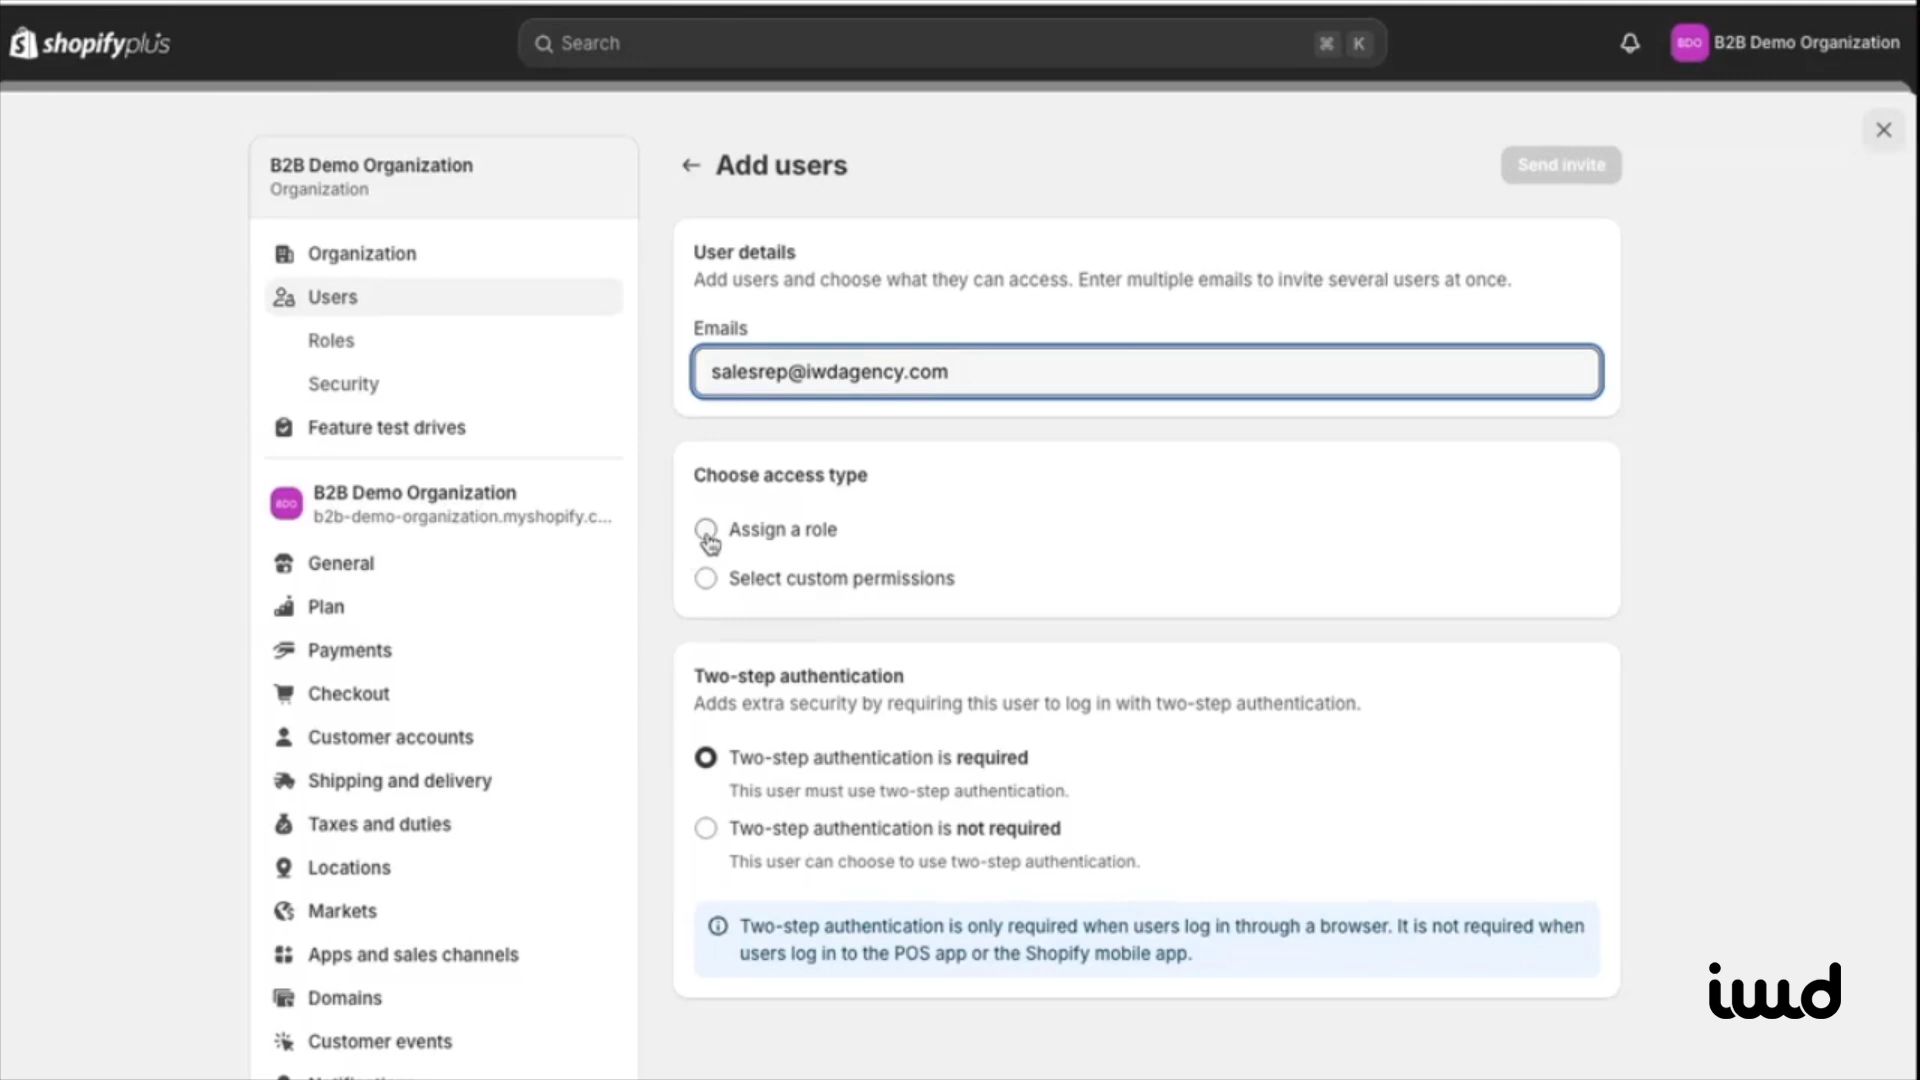 shopifyplus
Search
⌘ K
BDO B2B Demo Organization
B2B Demo Organization
Organization
Organization
Users
Roles
Security
Feature test drives
BDO B2B Demo Organization
b2b-demo-organization.myshopify.c...
General
Plan
Payments
Checkout
Customer accounts
Shipping and delivery
Taxes and duties
Locations
Markets
Apps and sales channels
Domains
Customer events
Add users
Send invite
User details
Add users and choose what they can access. Enter multiple emails to invite several users at once.
Emails
salesrep@iwdagency.com
Choose access type
Assign a role
Select custom permissions
Two-step authentication
Adds extra security by requiring this user to log in with two-step authentication.
Two-step authentication is required
This user must use two-step authentication.
Two-step authentication is not required
This user can choose to use two-step authentication.
Two-step authentication is only required when users log in through a browser. It is not required when
users log in to the POS app or the Shopify mobile app.
iwd